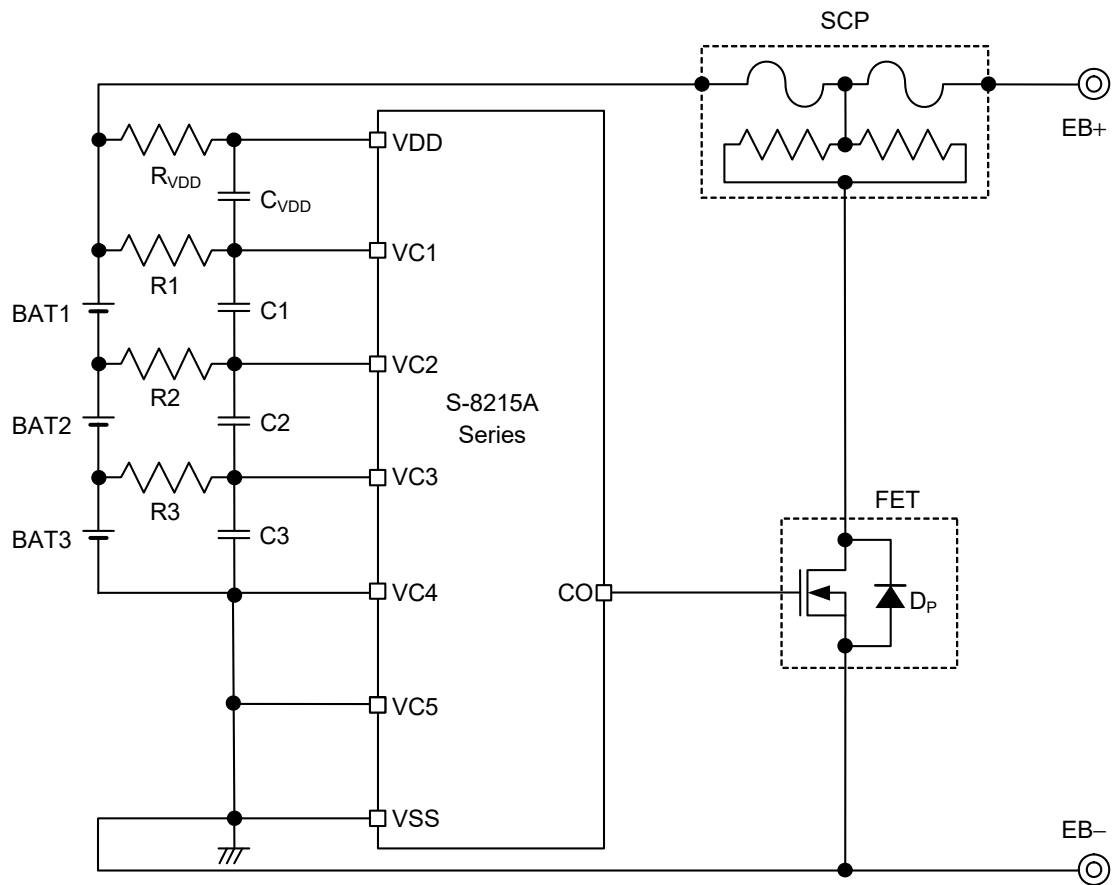 SCP
EB+
VDD
RVDD
CVDD
VC1
R1
BAT1
C1
VC2
R2
S-8215A
Series
BAT2
C2
VC3
R3
FET
BAT3
C3
VC4
CO
DP
VC5
VSS
EB−